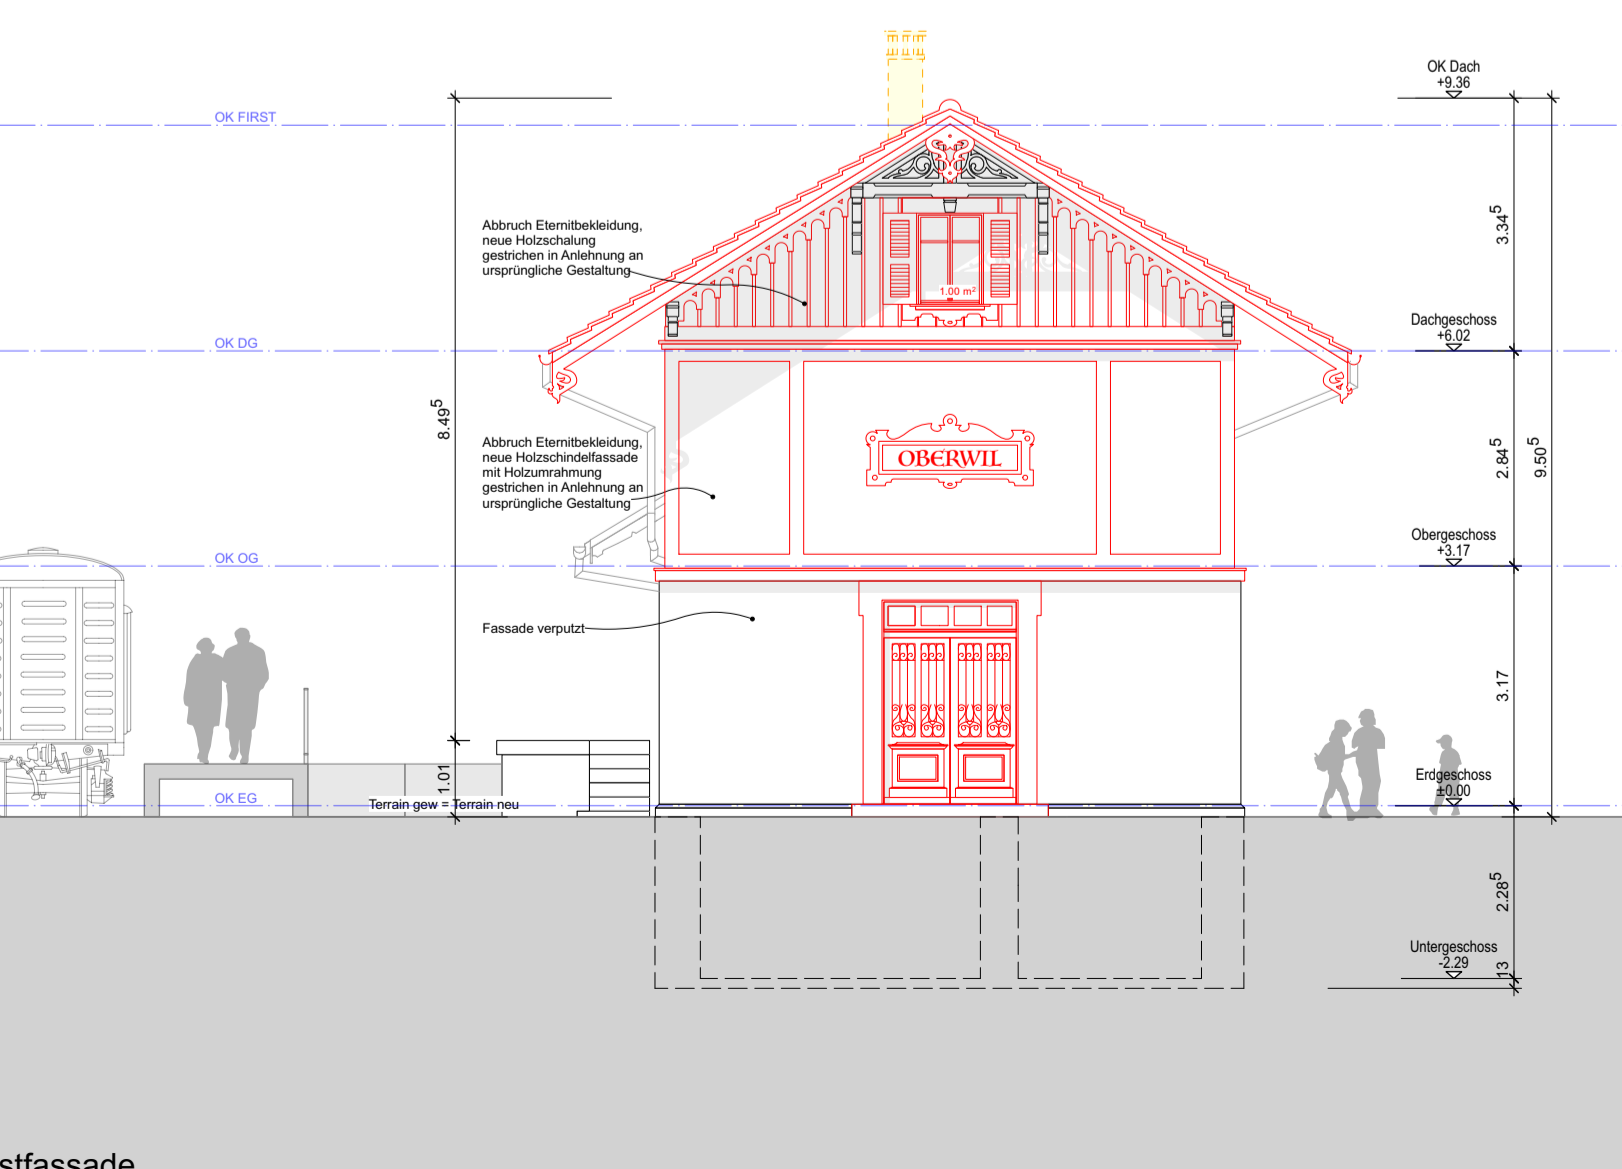 OK Dach
+9.36
OK FIRST
3.34⁵
Abbruch Eternitbekleidung,
neue Holzschalung
gestrichen in Anlehnung an
ursprüngliche Gestaltung
1.00 m²
Dachgeschoss
+6.02
OK DG
8.49⁵
Abbruch Eternitbekleidung,
neue Holzschindelfassade
mit Holzumrahmung
gestrichen in Anlehnung an
ursprüngliche Gestaltung
OBERWIL
2.84⁵
9.50⁵
Obergeschoss
+3.17
OK OG
Fassade verputzt
3.17
Erdgeschoss
±0.00
1.01
OK EG
Terrain gew = Terrain neu
2.28⁵
Untergeschoss
-2.29
13
stfassade